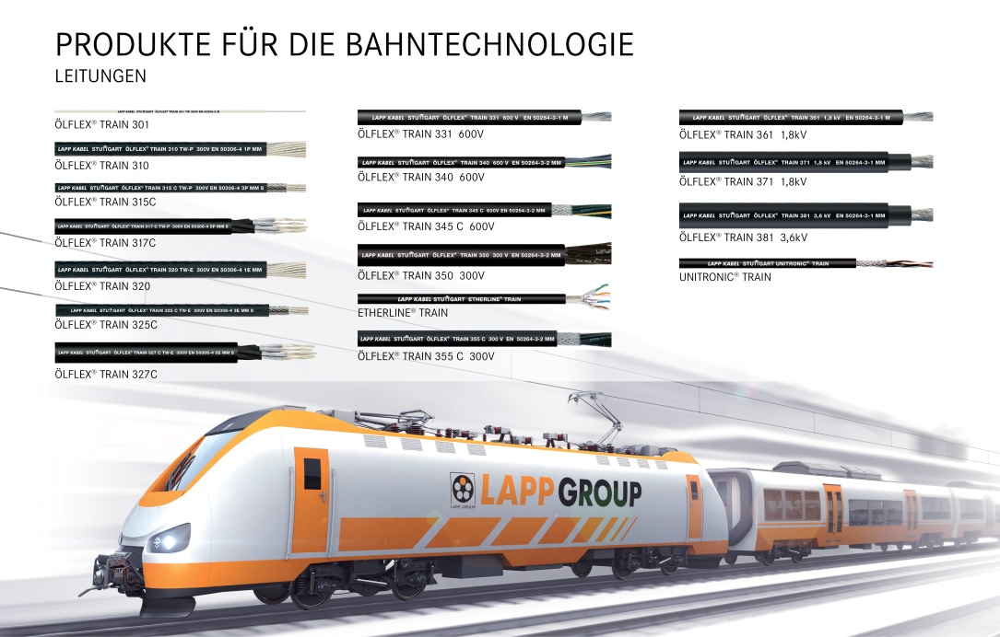 PRODUKTE FÜR DIE BAHNTECHNOLOGIE
LEITUNGEN
LAPP KABEL STUTTGART ÖLFLEX® TRAIN 301
ÖLFLEX® TRAIN 301
LAPP KABEL STUTTGART ÖLFLEX® TRAIN 310 TW-P 300V EN 50306-4 1P MM
ÖLFLEX® TRAIN 310
LAPP KABEL STUTTGART ÖLFLEX® TRAIN 315 C TW-P 300V EN 50306-4 3P MM S
ÖLFLEX® TRAIN 315C
LAPP KABEL STUTTGART ÖLFLEX® TRAIN 317 C TW-P 300V EN 50306-4 5P MM S
ÖLFLEX® TRAIN 317C
LAPP KABEL STUTTGART ÖLFLEX® TRAIN 320 TW-E 300V EN 50306-4 1E MM
ÖLFLEX® TRAIN 320
LAPP KABEL STUTTGART ÖLFLEX® TRAIN 325 C TW-E 300V EN 50306-4 3E MM S
ÖLFLEX® TRAIN 325C
LAPP KABEL STUTTGART ÖLFLEX® TRAIN 327 C TW-E 300V EN 50306-4 5E MM S
ÖLFLEX® TRAIN 327C
LAPP KABEL STUTTGART ÖLFLEX® TRAIN 331 600 V EN 50264-3-1 M
ÖLFLEX® TRAIN 331 600V
LAPP KABEL STUTTGART ÖLFLEX® TRAIN 340 600 V EN 50264-3-2 MM
ÖLFLEX® TRAIN 340 600V
LAPP KABEL STUTTGART ÖLFLEX® TRAIN 345 C 600V EN 50264-3-2 MM
ÖLFLEX® TRAIN 345 C 600V
LAPP KABEL STUTTGART ÖLFLEX® TRAIN 350 300 V EN 50264-3-2 MM
ÖLFLEX® TRAIN 350 300V
LAPP KABEL STUTTGART ETHERLINE® TRAIN
ETHERLINE® TRAIN
LAPP KABEL STUTTGART ÖLFLEX® TRAIN 355 C 300 V EN 50264-3-2 MM
ÖLFLEX® TRAIN 355 C 300V
LAPP KABEL STUTTGART ÖLFLEX® TRAIN 361 1,8 kV EN 50264-3-1 M
ÖLFLEX® TRAIN 361 1,8kV
LAPP KABEL STUTTGART ÖLFLEX® TRAIN 371 1,8 kV EN 50264-3-1 MM
ÖLFLEX® TRAIN 371 1,8kV
LAPP KABEL STUTTGART ÖLFLEX® TRAIN 381 3,6 kV EN 50264-3-1 MM
ÖLFLEX® TRAIN 381 3,6kV
LAPP KABEL STUTTGART UNITRONIC® TRAIN
UNITRONIC® TRAIN
LAPP GROUP
LAPP GROUP